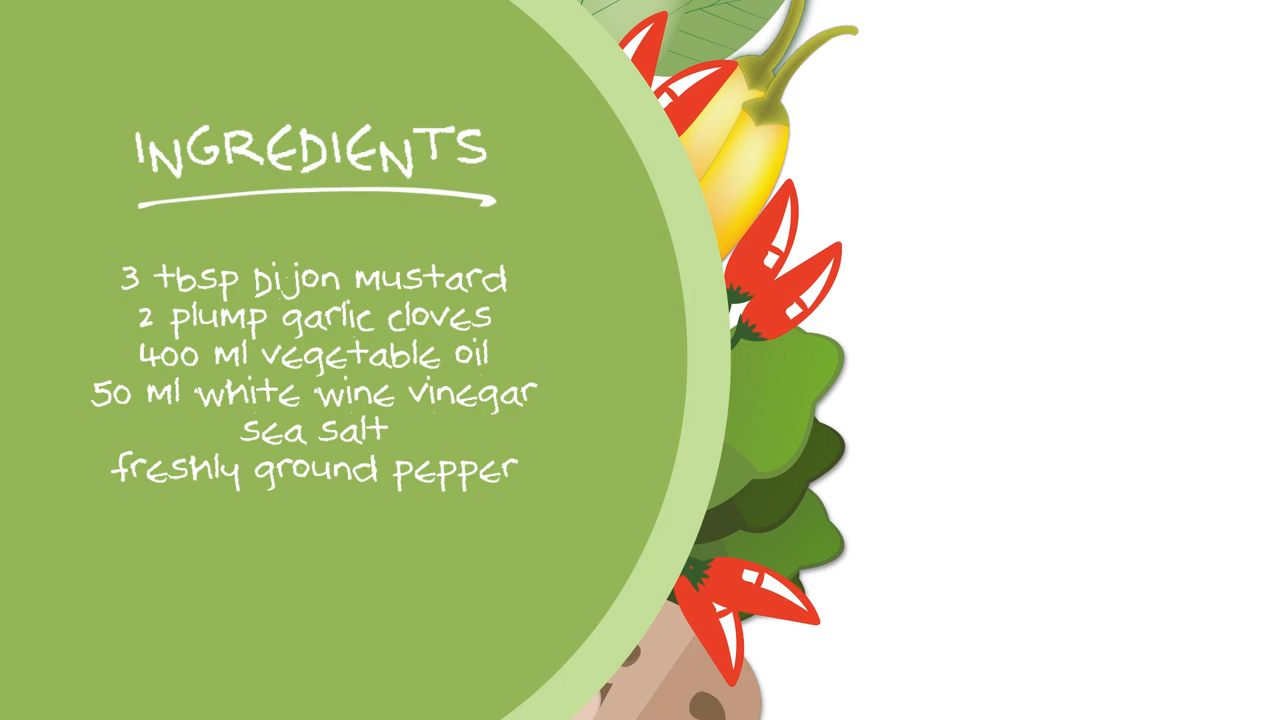 INGREDIENTS
3 tbsp Dijon mustard
2 plump garlic cloves
400 ml vegetable oil
50 ml white wine vinegar
sea salt
freshly ground pepper